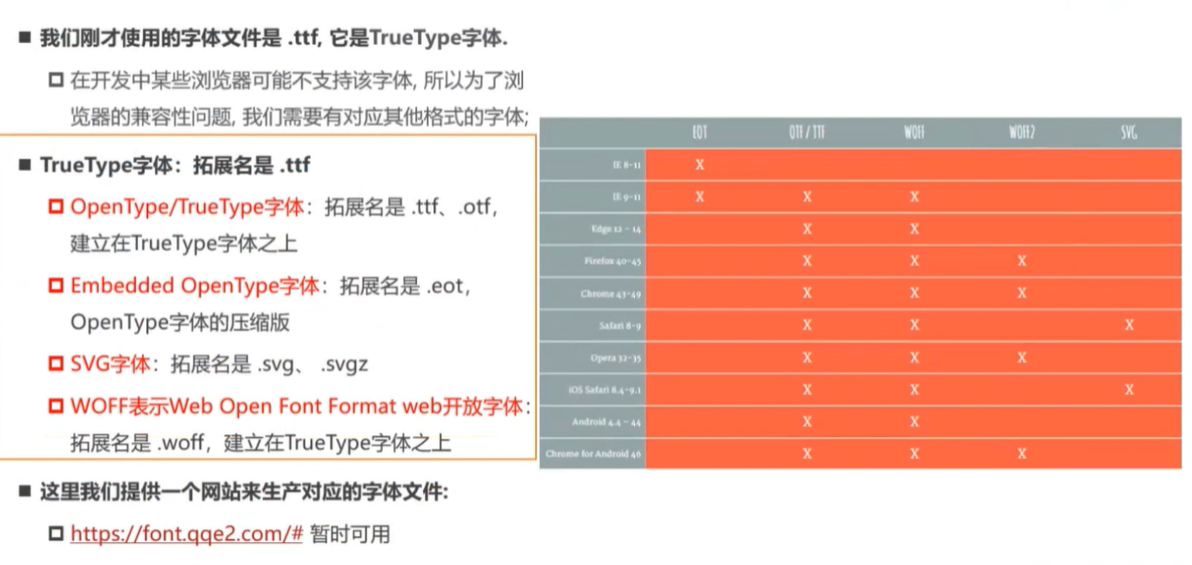 ■ 我们刚才使用的字体文件是 .ttf, 它是TrueType字体.
在开发中某些浏览器可能不支持该字体, 所以为了浏
览器的兼容性问题, 我们需要有对应其他格式的字体;
■ TrueType字体：拓展名是 .ttf
OpenType/TrueType字体：拓展名是 .ttf、.otf，
建立在TrueType字体之上
Embedded OpenType字体：拓展名是 .eot，
OpenType字体的压缩版
SVG字体：拓展名是 .svg、 .svgz
WOFF表示Web Open Font Format web开放字体：
拓展名是 .woff，建立在TrueType字体之上
■ 这里我们提供一个网站来生产对应的字体文件:
https://font.qqe2.com/# 暂时可用
EOT OTF / TTF WOFF WOFF2 SVG
IE 8-11 X
IE 9-11 X X X
Edge 12 - 14 X X
Firefox 40-45 X X X
Chrome 43-49 X X X
Safari 8-9 X X X
Opera 32-35 X X X
iOS Safari 8.4-9.1 X X X
Android 4.4 - 44 X X
Chrome for Android 46 X X X